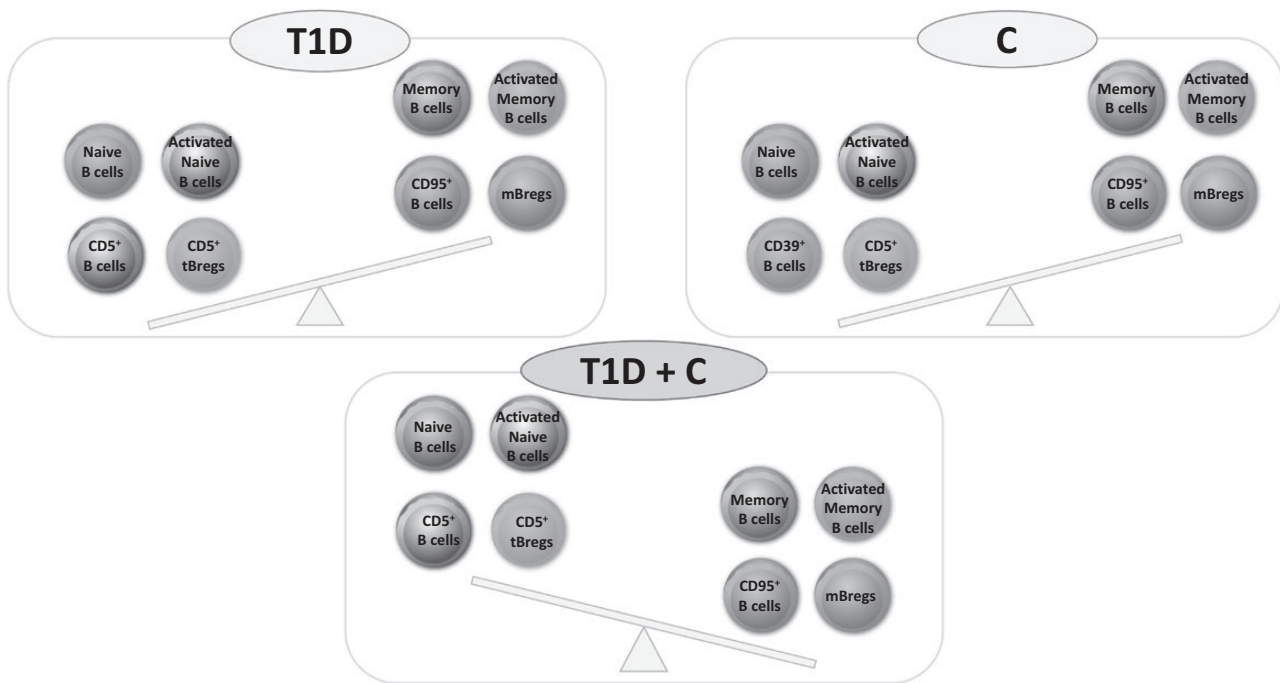 T1D
Naive
B cells
Activated
Naive
B cells
CD5⁺
B cells
CD5⁺
tBregs
Memory
B cells
Activated
Memory
B cells
CD95⁺
B cells
mBregs
C
Naive
B cells
Activated
Naive
B cells
CD39⁺
B cells
CD5⁺
tBregs
Memory
B cells
Activated
Memory
B cells
CD95⁺
B cells
mBregs
T1D + C
Naive
B cells
Activated
Naive
B cells
CD5⁺
B cells
CD5⁺
tBregs
Memory
B cells
Activated
Memory
B cells
CD95⁺
B cells
mBregs